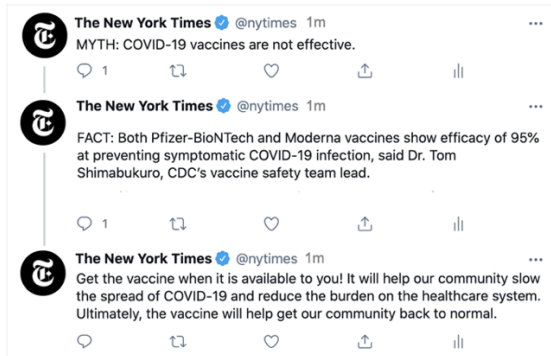 The New York Times @nytimes 1m
MYTH: COVID-19 vaccines are not effective.
1
The New York Times @nytimes 1m
FACT: Both Pfizer-BioNTech and Moderna vaccines show efficacy of 95%
at preventing symptomatic COVID-19 infection, said Dr. Tom
Shimabukuro, CDC’s vaccine safety team lead.
1
The New York Times @nytimes 1m
Get the vaccine when it is available to you! It will help our community slow
the spread of COVID-19 and reduce the burden on the healthcare system.
Ultimately, the vaccine will help get our community back to normal.